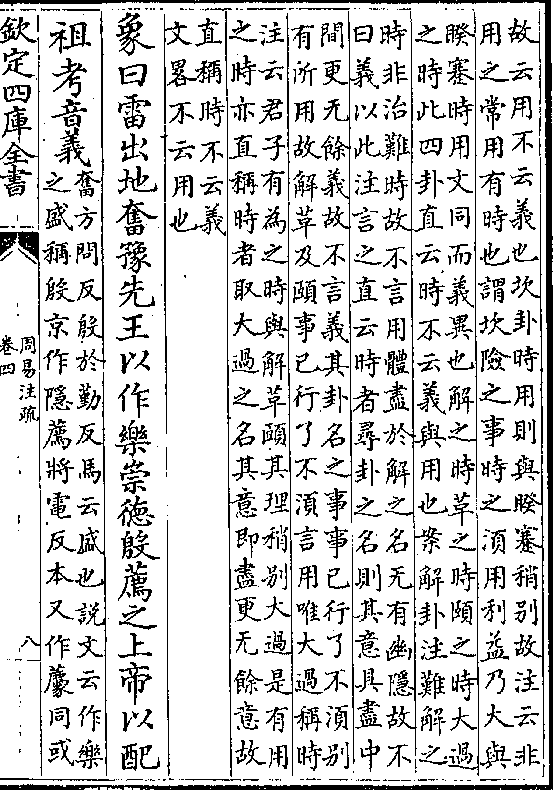 故云用不云義也坎卦時用則與睽蹇稍別故注云非
用之常用有時也謂坎險之事時之須用利益乃大與
睽蹇時用文同而義異也解之時革之時頤之時大過
之時此四卦直云時不云義與用也案解卦注難解之
時非治難時故不言用體盡於解之名无有幽隱故不
曰義以此注言之直云時者尋卦之名則其意具盡中
間更无餘義故不言義其卦名之事事已行了不須別
有所用故解革及頤事已行了不須言用唯大過稱時
注云君子有為之時與解革頤其理稍別大過是有用
之時亦直稱時者取大過之名其意即盡更无餘意故
直稱時不云義
文畧不云用也
象曰雷出地奮豫先王以作樂崇德殷薦之上帝以配
祖考音義奮方問反殷於勤反馬云盛也說文云作樂
之盛稱殷京作隱薦將電反本又作䕞同或
欽定四庫全書
周易注疏
卷四
八